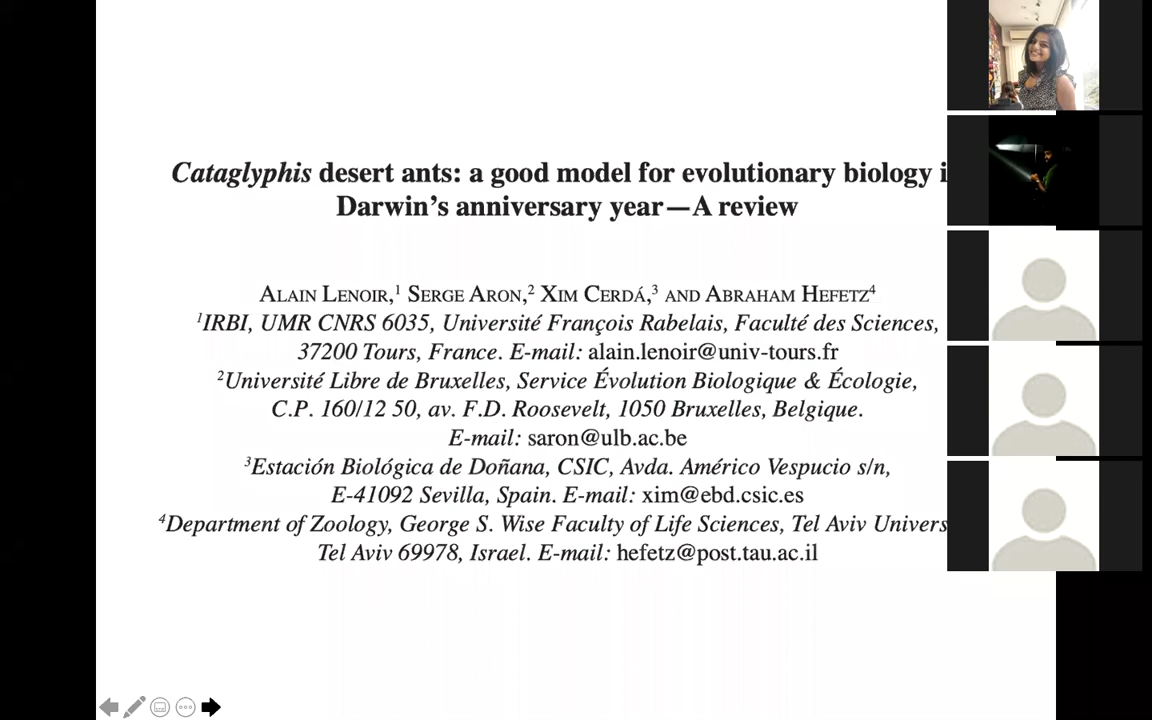 Cataglyphis desert ants: a good model for evolutionary biology i
Darwin’s anniversary year—A review
ALAIN LENOIR,¹ SERGE ARON,² XIM CERDÁ,³ AND ABRAHAM HEFETZ⁴
¹IRBI, UMR CNRS 6035, Université François Rabelais, Faculté des Sciences,
37200 Tours, France. E-mail: alain.lenoir@univ-tours.fr
²Université Libre de Bruxelles, Service Évolution Biologique & Écologie,
C.P. 160/12 50, av. F.D. Roosevelt, 1050 Bruxelles, Belgique.
E-mail: saron@ulb.ac.be
³Estación Biológica de Doñana, CSIC, Avda. Américo Vespucio s/n,
E-41092 Sevilla, Spain. E-mail: xim@ebd.csic.es
⁴Department of Zoology, George S. Wise Faculty of Life Sciences, Tel Aviv Univers
Tel Aviv 69978, Israel. E-mail: hefetz@post.tau.ac.il